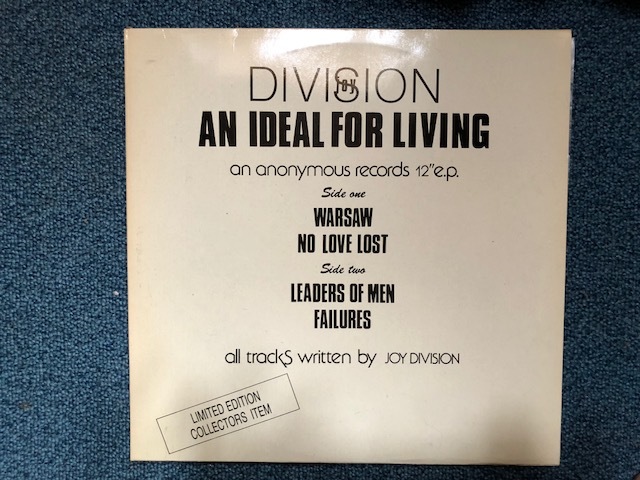 JOY DIVISION
AN IDEAL FOR LIVING
an anonymous records 12"e.p.
Side one
WARSAW
NO LOVE LOST
Side two
LEADERS OF MEN
FAILURES
all tracks written by JOY DIVISION
LIMITED EDITION
COLLECTORS ITEM